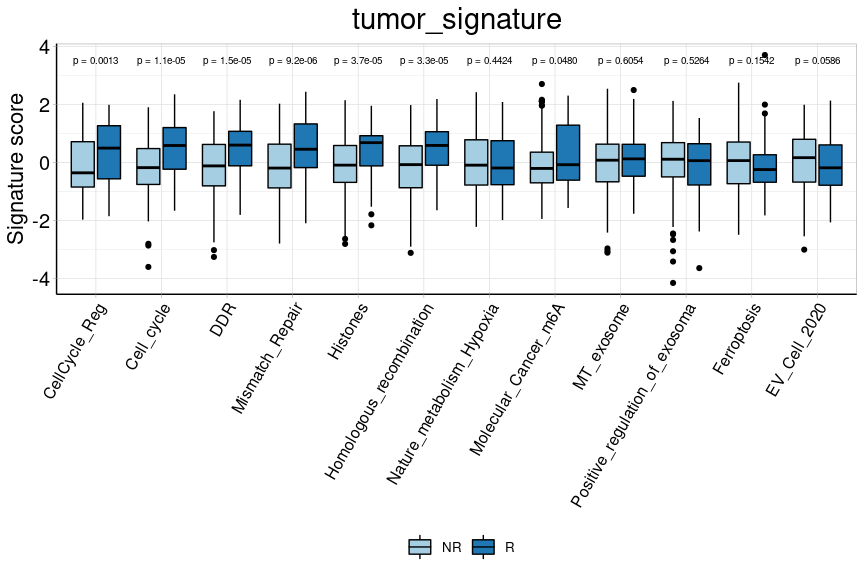 tumor_signature
Signature score
4
2
0
-2
-4
p = 0.0013 p = 1.1e-05 p = 1.5e-05 p = 9.2e-06 p = 3.7e-05 p = 3.3e-05 p = 0.4424 p = 0.0480 p = 0.6054 p = 0.5264 p = 0.1542 p = 0.0586
CellCycle_Reg
Cell_cycle
DDR
Mismatch_Repair
Histones
Homologous_recombination
Nature_metabolism_Hypoxia
Molecular_Cancer_m6A
MT_exosome
Positive_regulation_of_exosoma
Ferroptosis
EV_Cell_2020
NR R